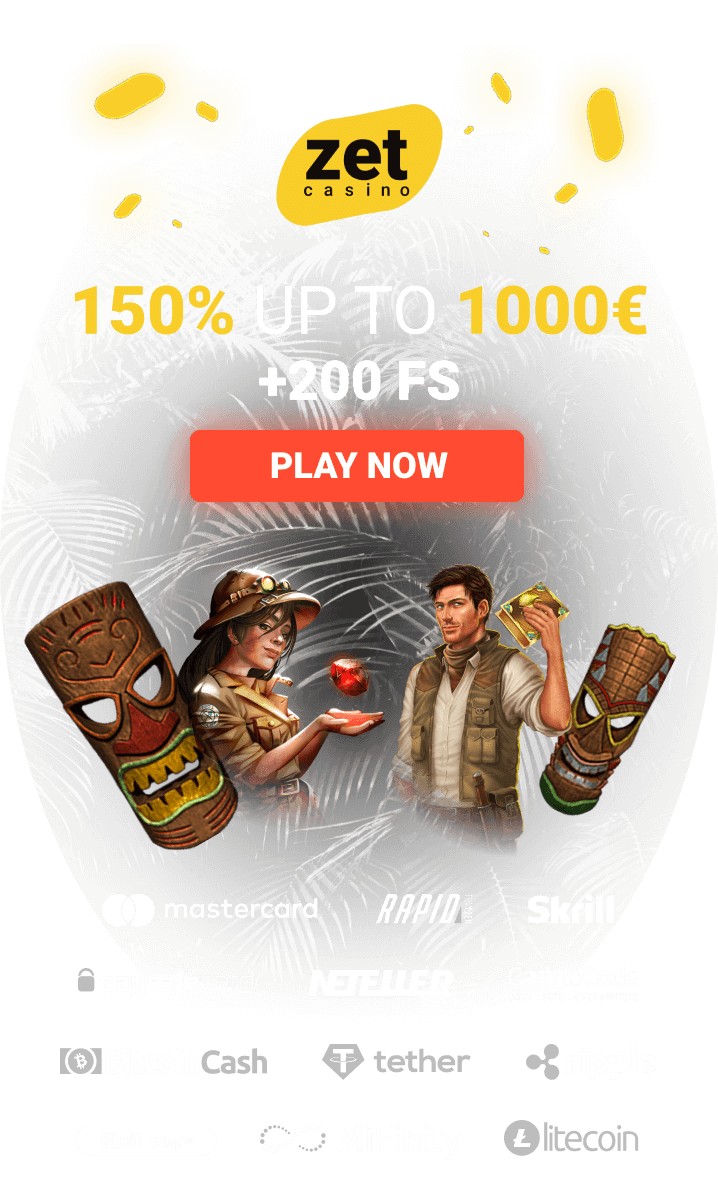 zet
casino
150% UP TO 1000€
+200 FS
PLAY NOW
mastercard RAPID Skrill
NETELLER
Cash tether
litecoin